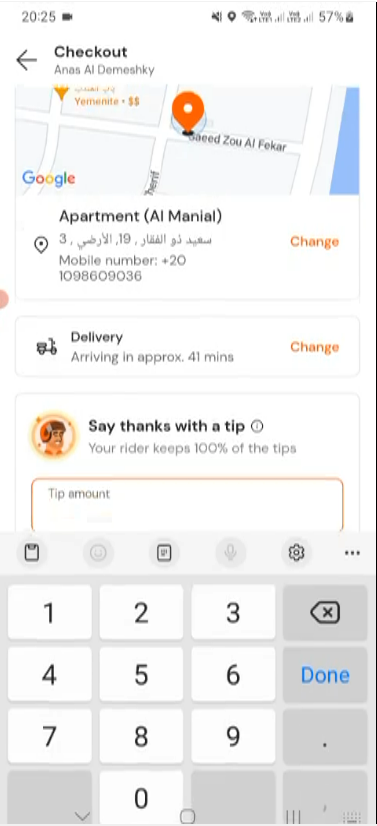 20:25
57%
Checkout
Anas Al Demeshky
Yemenite • $$
Saeed Zou Al Fekar
herif
Google
Apartment (Al Manial)
سعيد ذو الفقار , 19, الأرضي , 3
Change
Mobile number: +20
1098609036
Delivery
Change
Arriving in approx. 41 mins
Say thanks with a tip
Your rider keeps 100% of the tips
Tip amount
1 2 3
4 5 6 Done
7 8 9 .
0 ,